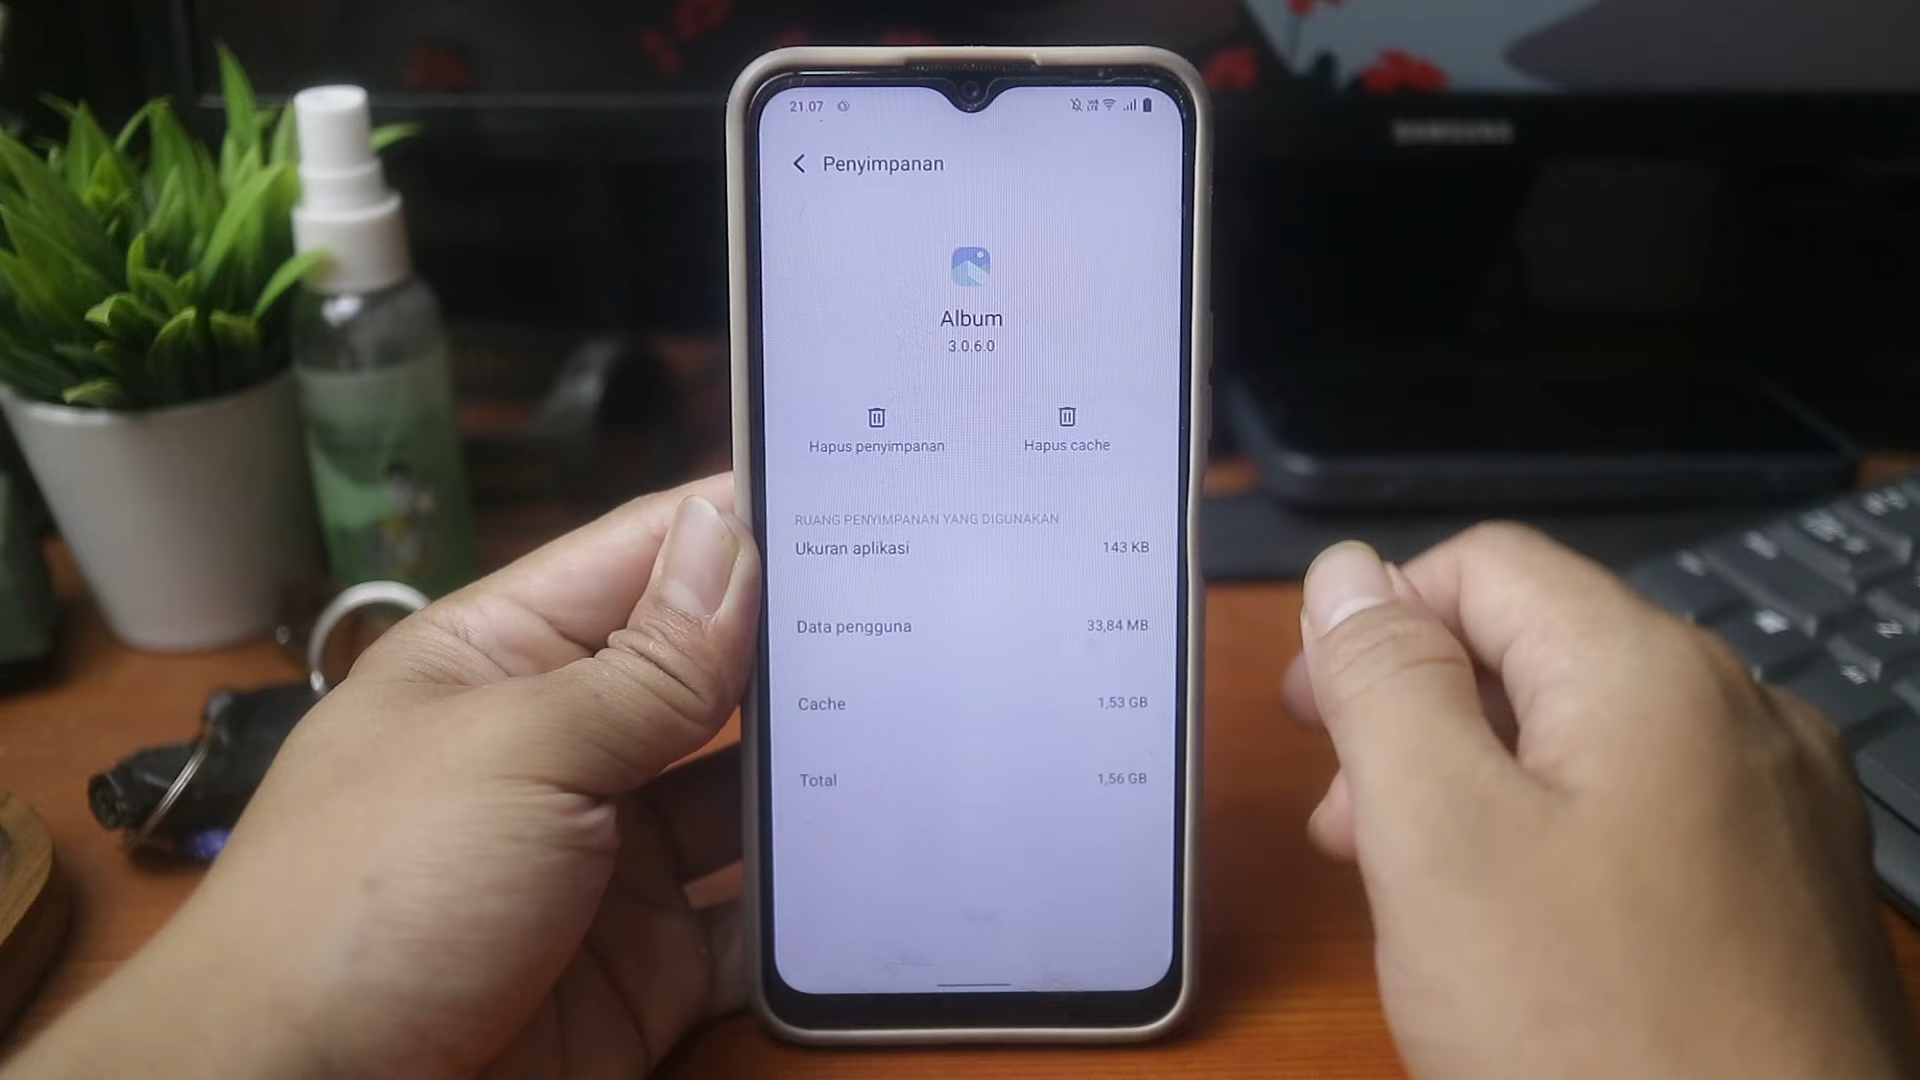 SAMSUNG
21.07
Penyimpanan
Album
3.0.6.0
Hapus penyimpanan
Hapus cache
RUANG PENYIMPANAN YANG DIGUNAKAN
Ukuran aplikasi 143 KB
Data pengguna 33,84 MB
Cache 1,53 GB
Total 1,56 GB